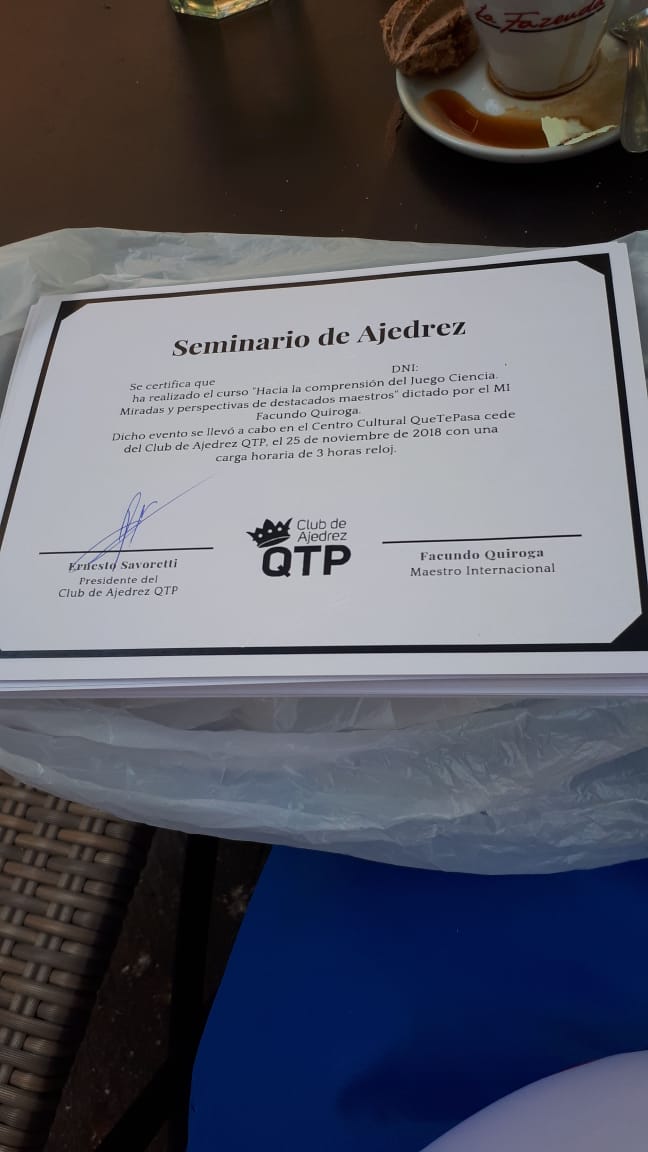 La Fazenda
Seminario de Ajedrez
Se certifica que DNI:
ha realizado el curso "Hacia la comprensión del Juego Ciencia.
Miradas y perspectivas de destacados maestros" dictado por el MI
Facundo Quiroga.
Dicho evento se llevó a cabo en el Centro Cultural QueTePasa cede
del Club de Ajedrez QTP, el 25 de noviembre de 2018 con una
carga horaria de 3 horas reloj.
Ernesto Savoretti
Presidente del
Club de Ajedrez QTP
Club de
Ajedrez
QTP
Facundo Quiroga
Maestro Internacional